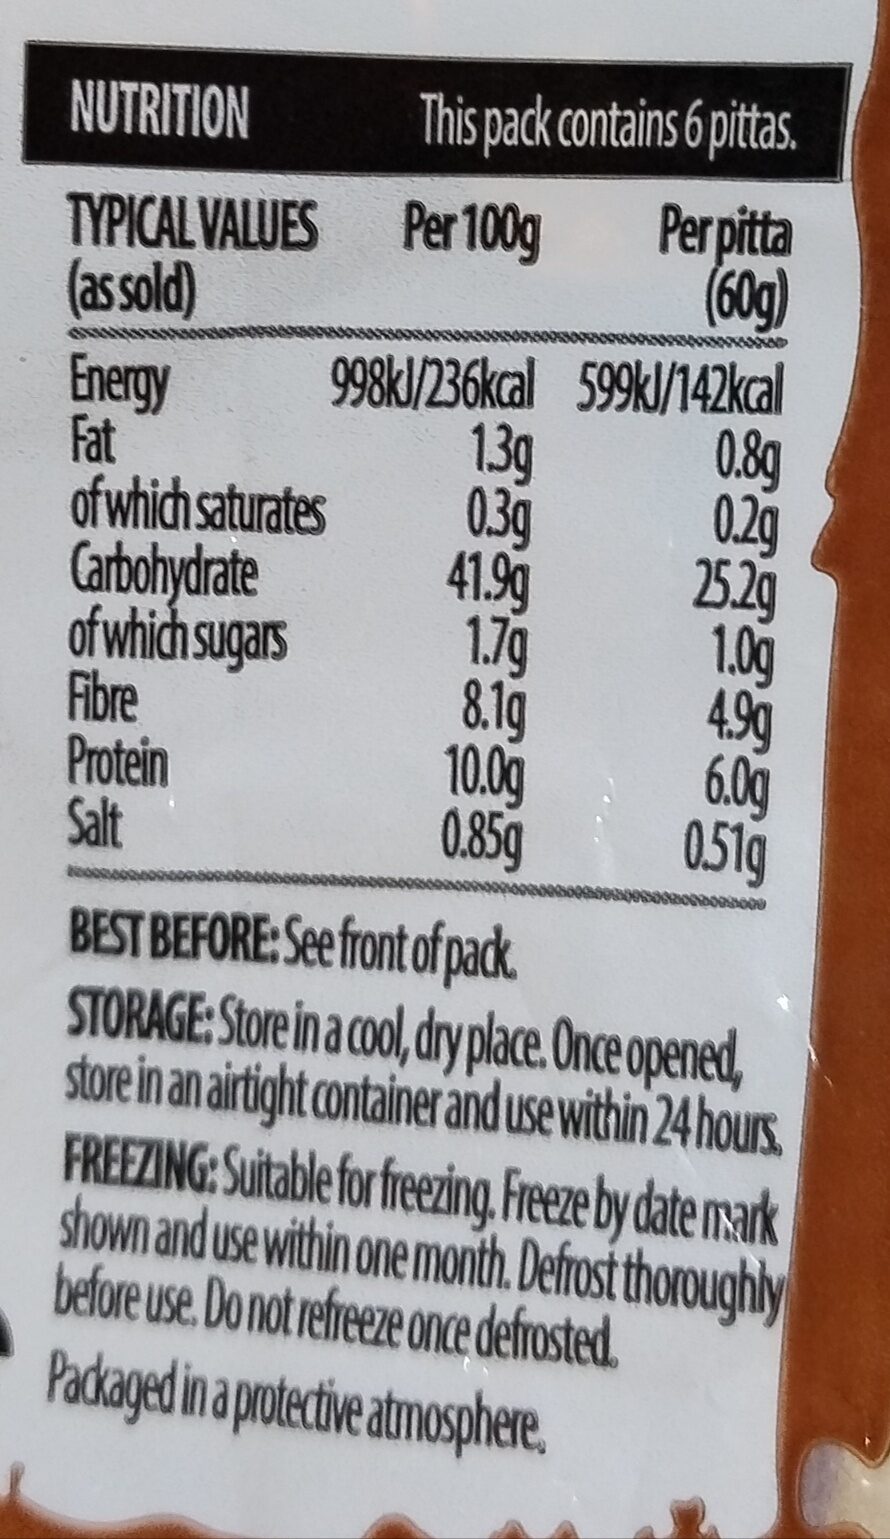 NUTRITION This pack contains 6 pittas.
TYPICAL VALUES Per 100g Per pitta
(as sold) (60g)
Energy 998kJ/236kcal 599kJ/142kcal
Fat 1.3g 0.8g
of which saturates 0.3g 0.2g
Carbohydrate 41.9g 25.2g
of which sugars 1.7g 1.0g
Fibre 8.1g 4.9g
Protein 10.0g 6.0g
Salt 0.85g 0.51g
BEST BEFORE: See front of pack.
STORAGE: Store in a cool, dry place. Once opened,
store in an airtight container and use within 24 hours.
FREEZING: Suitable for freezing. Freeze by date mark
shown and use within one month. Defrost thoroughly
before use. Do not refreeze once defrosted.
Packaged in a protective atmosphere.